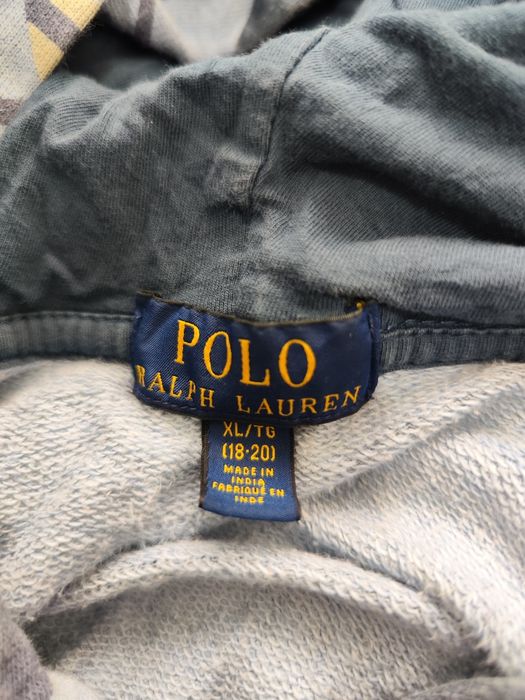 POLO
RALPH LAUREN
XL/TG
(18-20)
MADE IN
INDIA
FABRIQUÉ EN
INDE